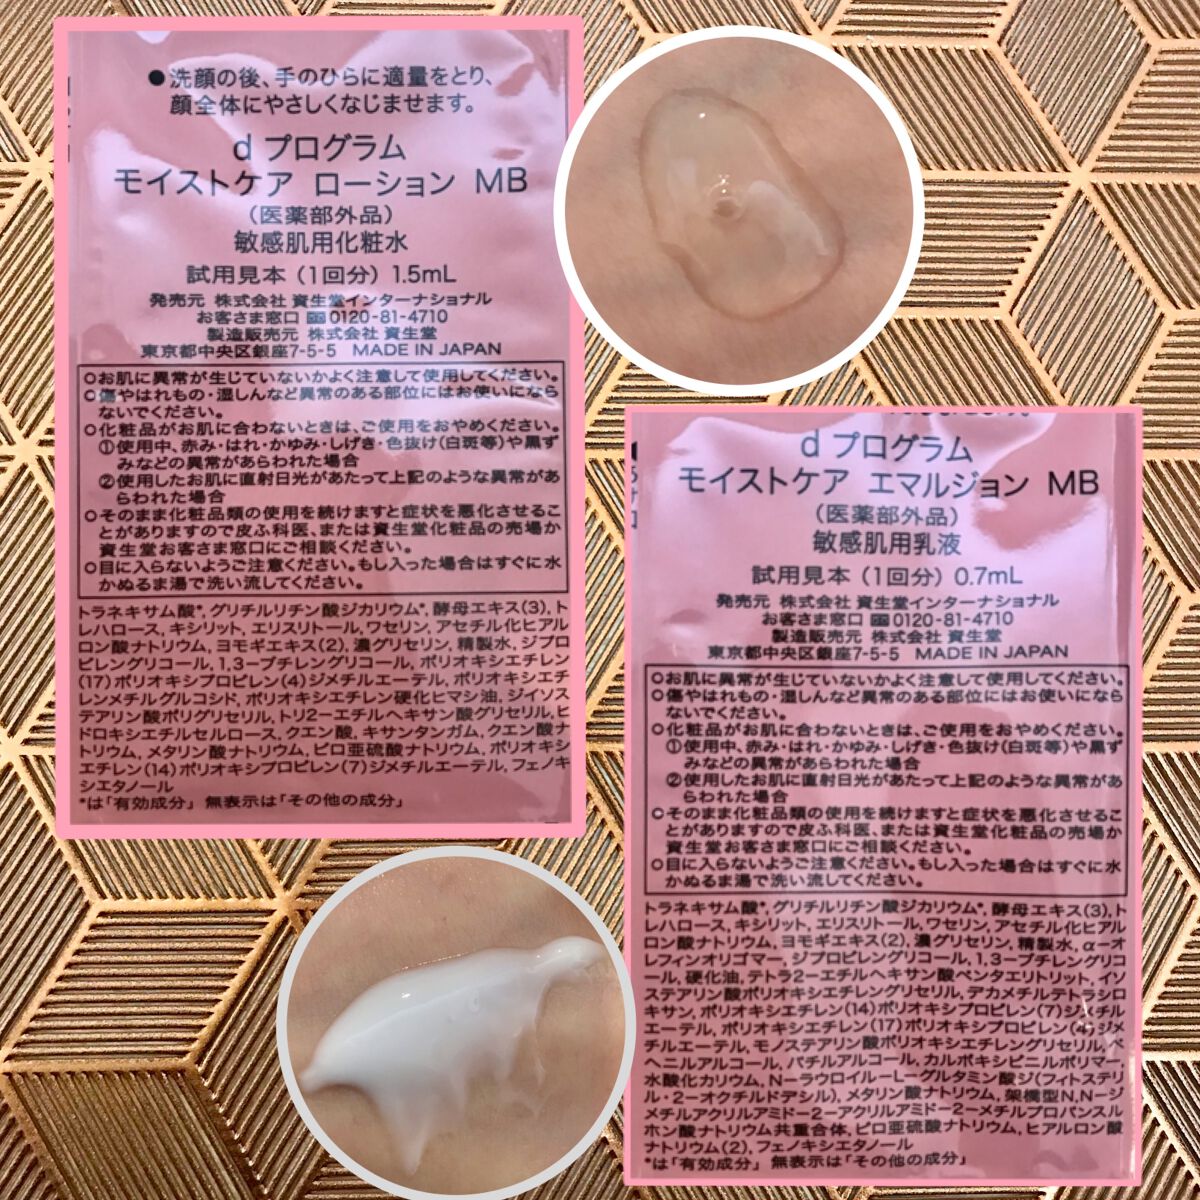 ●洗顔の後、手のひらに適量をとり、
顔全体にやさしくなじませます。
d プログラム
モイストケア ローション MB
（医薬部外品）
敏感肌用化粧水
試用見本（1回分）1.5mL
発売元 株式会社 資生堂インターナショナル
お客さま窓口 0120-81-4710
製造販売元 株式会社 資生堂
東京都中央区銀座7-5-5 MADE IN JAPAN
○お肌に異常が生じていないかよく注意して使用してください。
○傷やはれもの・湿しんなど異常のある部位にはお使いになら
ないでください。
○化粧品がお肌に合わないときは、ご使用をおやめください。
①使用中、赤み・はれ・かゆみ・しげき・色抜け（白斑等）や黒ず
みなどの異常があらわれた場合
②使用したお肌に直射日光があたって上記のような異常があ
らわれた場合
○そのまま化粧品類の使用を続けますと症状を悪化させるこ
とがありますので皮ふ科医、または資生堂化粧品の売場か
資生堂お客さま窓口にご相談ください。
○目に入らないようご注意ください。もし入った場合はすぐに水
かぬるま湯で洗い流してください。
トラネキサム酸*, グリチルリチン酸ジカリウム*, 酵母エキス(3), ト
レハロース, キシリット, エリスリトール, ワセリン, アセチル化ヒアル
ロン酸ナトリウム, ヨモギエキス(2), 濃グリセリン, 精製水, ジプロ
ピレングリコール, 1,3-ブチレングリコール, ポリオキシエチレン
(17)ポリオキシプロピレン(4)ジメチルエーテル, ポリオキシエチ
レンメチルグルコシド, ポリオキシエチレン硬化ヒマシ油, ジイソス
テアリン酸ポリグリセリル, トリ2-エチルヘキサン酸グリセリル, ヒ
ドロキシエチルセルロース, クエン酸, キサンタンガム, クエン酸ナ
トリウム, メタリン酸ナトリウム, ピロ亜硫酸ナトリウム, ポリオキシ
エチレン(14)ポリオキシプロピレン(7)ジメチルエーテル, フェノキ
シエタノール
*は「有効成分」 無表示は「その他の成分」
d プログラム
モイストケア エマルジョン MB
（医薬部外品）
敏感肌用乳液
試用見本（1回分）0.7mL
発売元 株式会社 資生堂インターナショナル
お客さま窓口 0120-81-4710
製造販売元 株式会社 資生堂
東京都中央区銀座7-5-5 MADE IN JAPAN
○お肌に異常が生じていないかよく注意して使用してください。
○傷やはれもの・湿しんなど異常のある部位にはお使いになら
ないでください。
○化粧品がお肌に合わないときは、ご使用をおやめください。
①使用中、赤み・はれ・かゆみ・しげき・色抜け（白斑等）や黒ず
みなどの異常があらわれた場合
②使用したお肌に直射日光があたって上記のような異常があ
らわれた場合
○そのまま化粧品類の使用を続けますと症状を悪化させるこ
とがありますので皮ふ科医、または資生堂化粧品の売場か
資生堂お客さま窓口にご相談ください。
○目に入らないようご注意ください。もし入った場合はすぐに水
かぬるま湯で洗い流してください。
トラネキサム酸*, グリチルリチン酸ジカリウム*, 酵母エキス(3), ト
レハロース, キシリット, エリスリトール, ワセリン, アセチル化ヒアル
ロン酸ナトリウム, ヨモギエキス(2), 濃グリセリン, 精製水, α-オ
レフィンオリゴマー, ジプロピレングリコール, 1,3-ブチレングリコー
ル, 硬化油, テトラ2-エチルヘキサン酸ペンタエリトリット, イソ
ステアリン酸ポリオキシエチレングリセリル, デカメチルテトラシロ
キサン, ポリオキシエチレン(14)ポリオキシプロピレン(7)ジメチル
エーテル, ポリオキシエチレン(17)ポリオキシプロピレン(4)ジメ
チルエーテル, モノステアリン酸ポリオキシエチレングリセリル, ベ
ヘニルアルコール, バチルアルコール, カルボキシビニルポリマー,
水酸化カリウム, N-ラウロイル-L-グルタミン酸ジ(フィトステリ
ル・2-オクチルドデシル), メタリン酸ナトリウム, 架橋型N,N-ジ
メチルアクリルアミド-2-アクリルアミド-2-メチルプロパンスル
ホン酸ナトリウム共重合体, ピロ亜硫酸ナトリウム, ヒアルロン酸
ナトリウム(2), フェノキシエタノール
*は「有効成分」 無表示は「その他の成分」